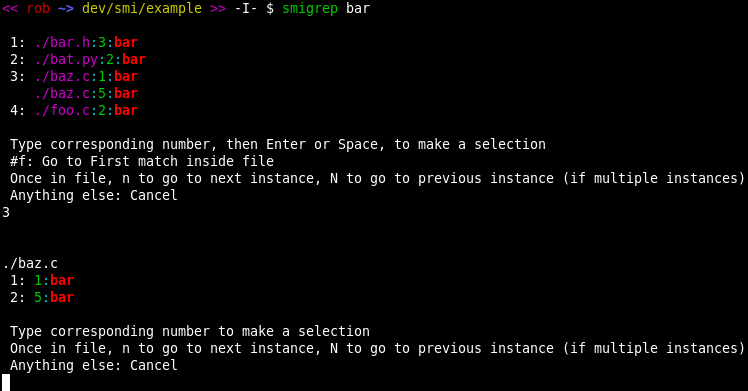 << rob ~> dev/smi/example >> -I- $ smigrep bar
1: ./bar.h:3:bar
2: ./bat.py:2:bar
3: ./baz.c:1:bar
./baz.c:5:bar
4: ./foo.c:2:bar
Type corresponding number, then Enter or Space, to make a selection
#f: Go to First match inside file
Once in file, n to go to next instance, N to go to previous instance (if multiple instances)
Anything else: Cancel
3
./baz.c
1: 1:bar
2: 5:bar
Type corresponding number to make a selection
Once in file, n to go to next instance, N to go to previous instance (if multiple instances)
Anything else: Cancel